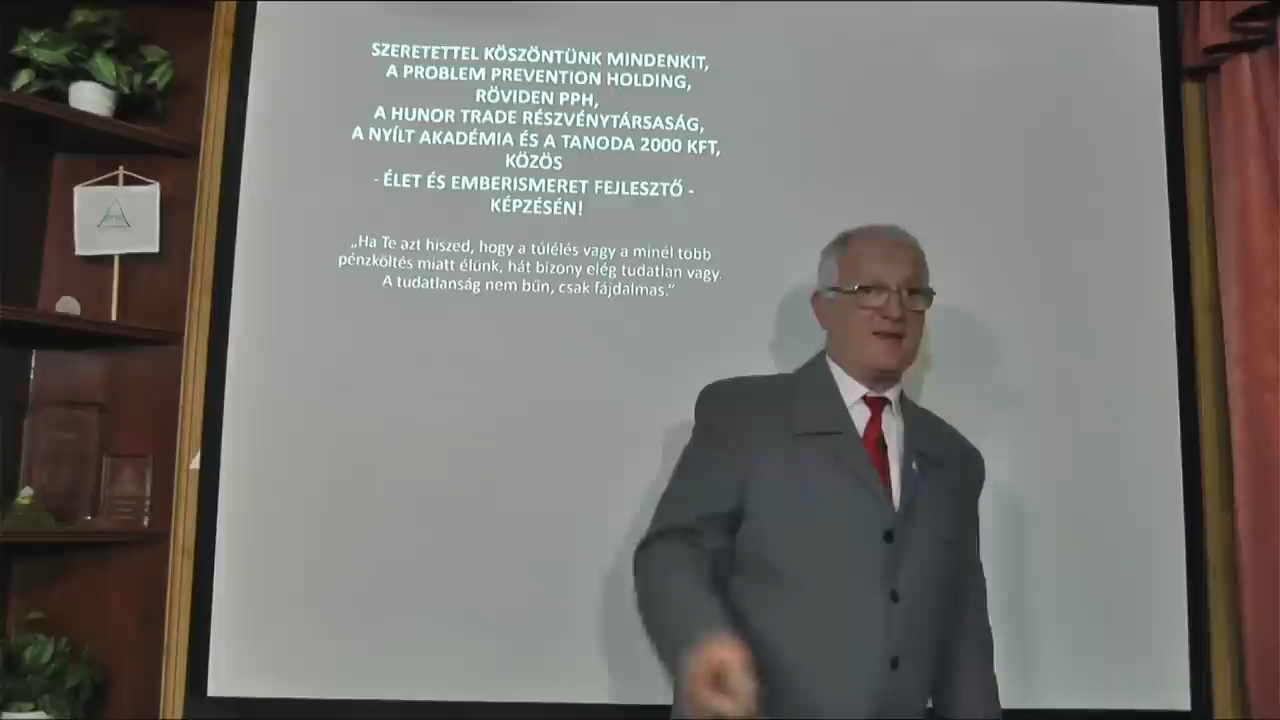 SZERETETTEL KÖSZÖNTÜNK MINDENKIT,
A PROBLEM PREVENTION HOLDING,
RÖVIDEN PPH,
A HUNOR TRADE RÉSZVÉNYTÁRSASÁG,
A NYÍLT AKADÉMIA ÉS A TANODA 2000 KFT,
KÖZÖS
- ÉLET ÉS EMBERISMERET FEJLESZTŐ -
KÉPZÉSÉN!
„Ha Te azt hiszed, hogy a túlélés vagy a minél több
pénzköltés miatt élünk, hát bizony elég tudatlan vagy.
A tudatlanság nem bűn, csak fájdalmas.”